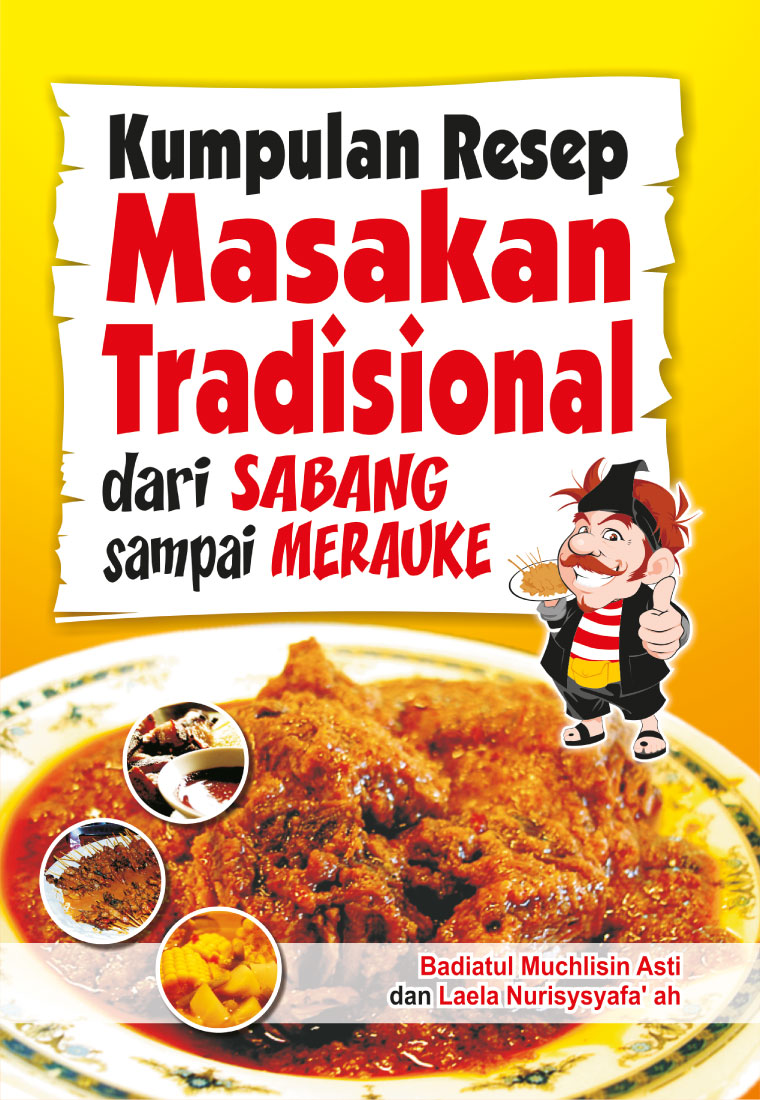 Kumpulan Resep
Masakan
Tradisional
dari SABANG
sampai MERAUKE
Badiatul Muchlisin Asti
dan Laela Nurisysyafa' ah